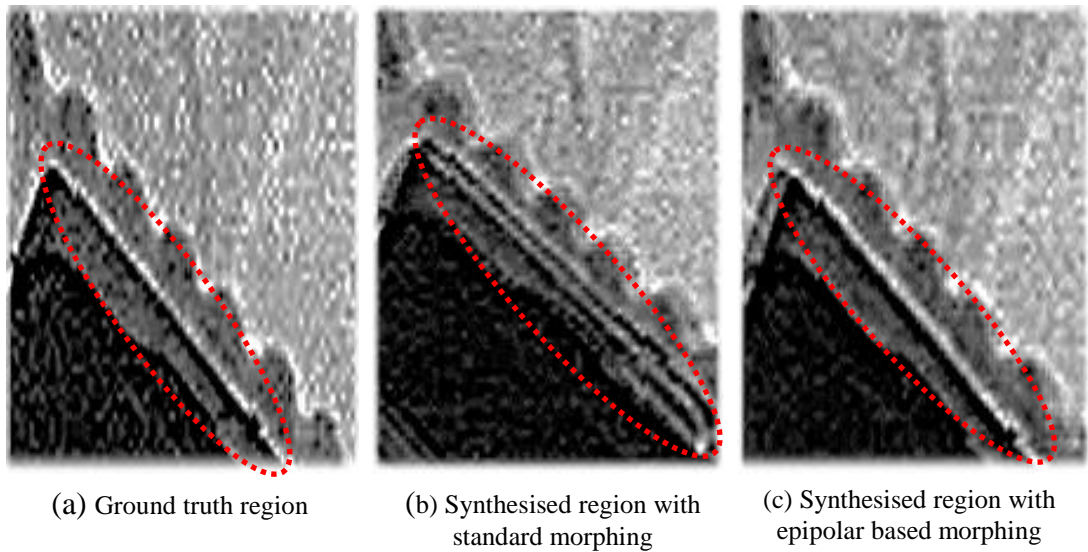 (a) Ground truth region
(b) Synthesised region with
standard morphing
(c) Synthesised region with
epipolar based morphing